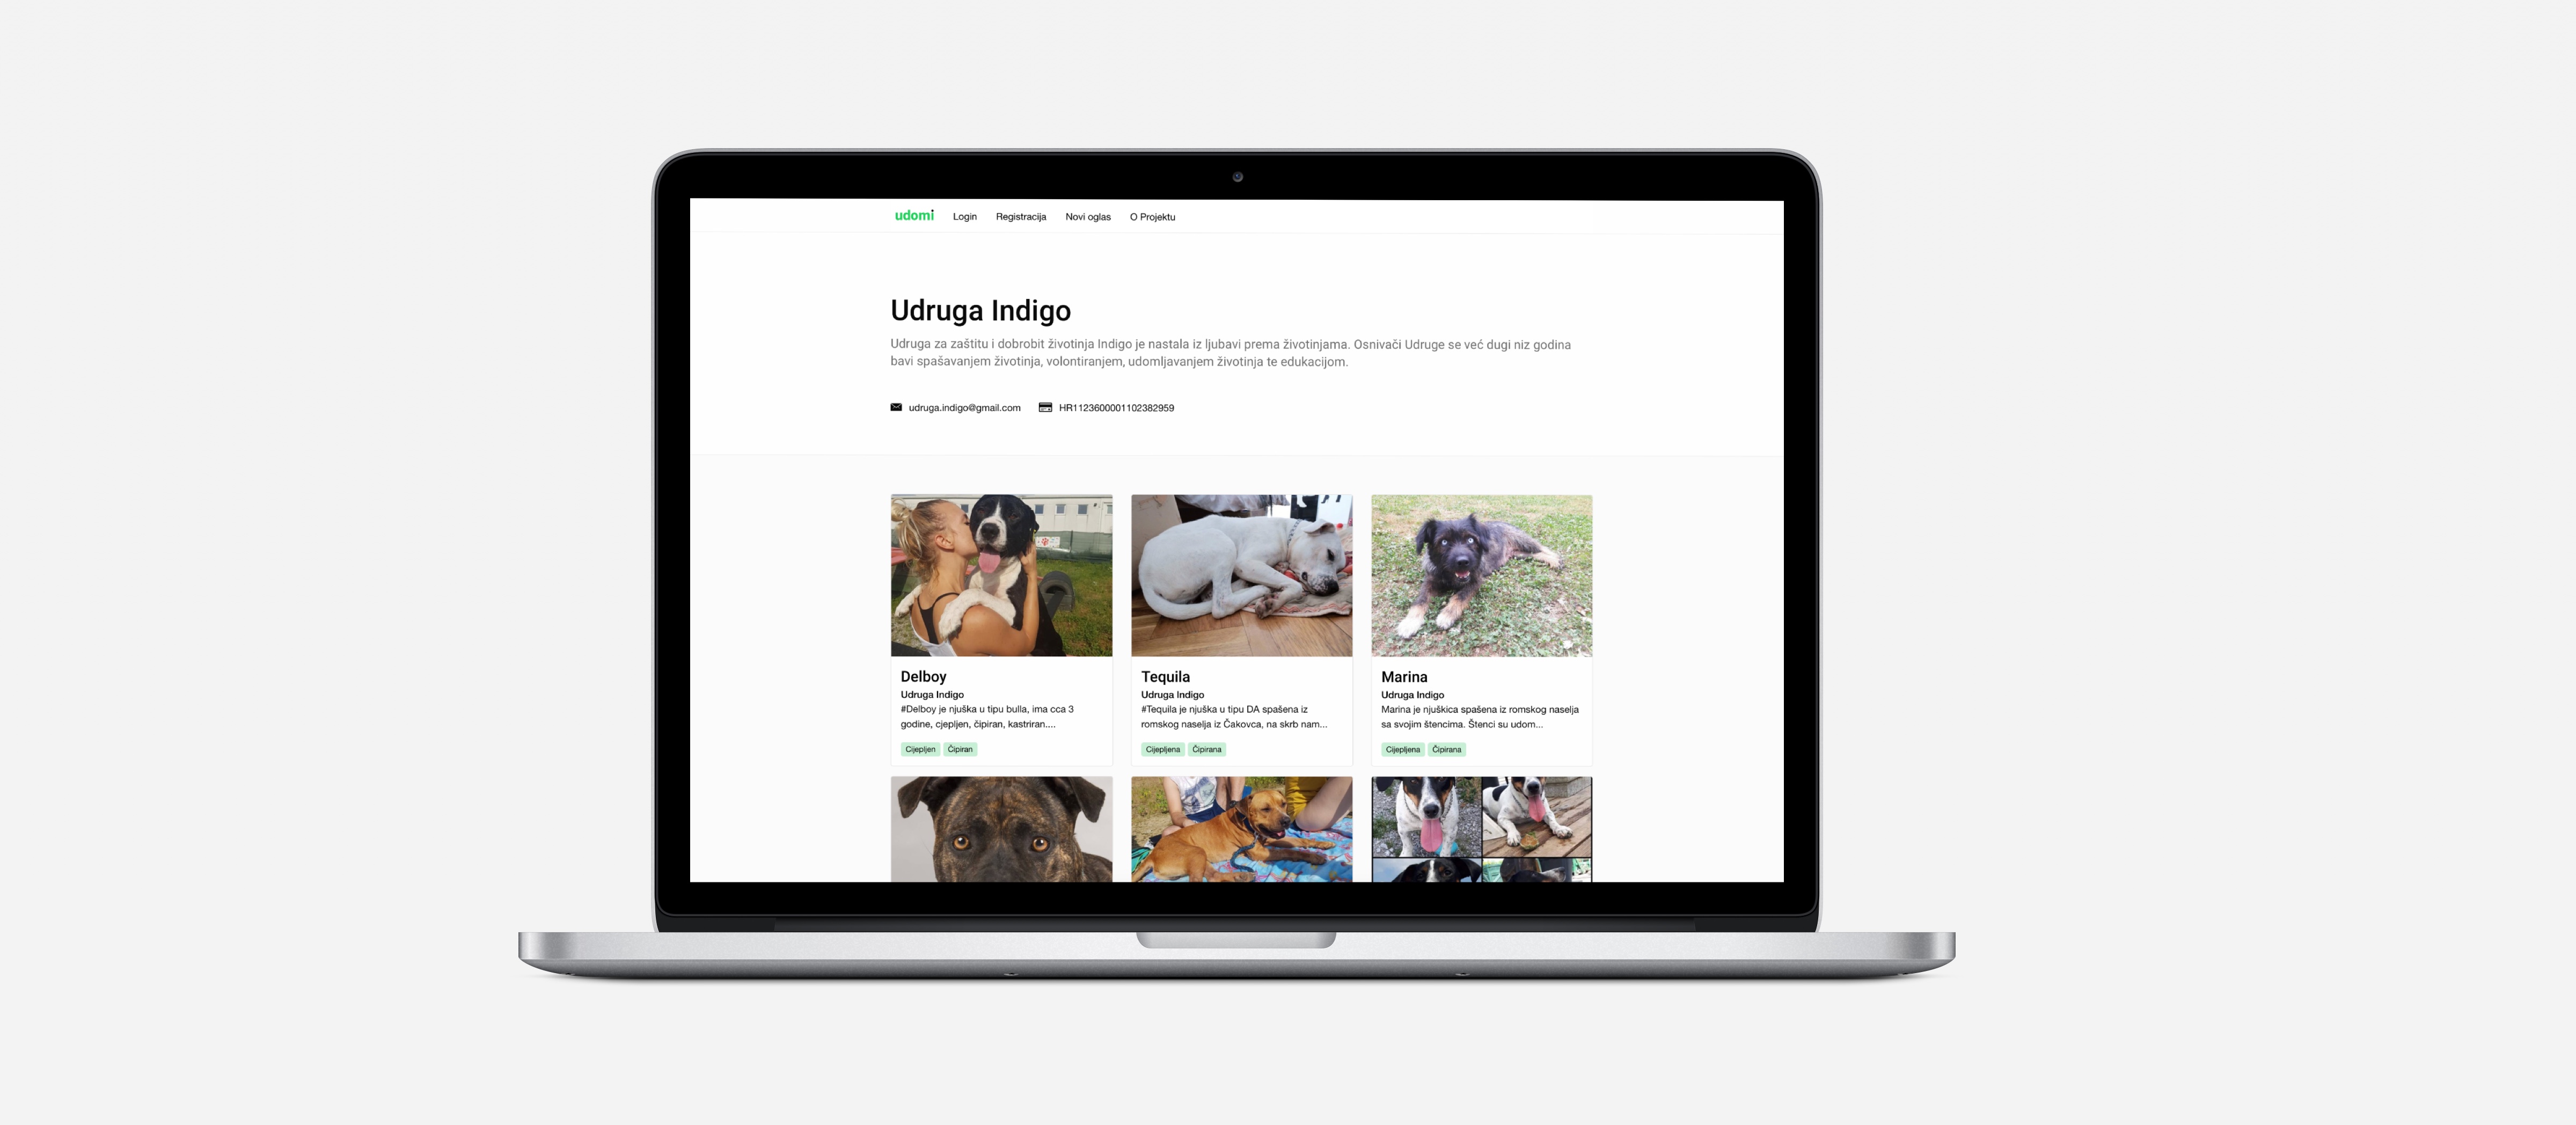 udomi Login Registracija Novi oglas O Projektu
Udruga Indigo
Udruga za zaštitu i dobrobit životinja Indigo je nastala iz ljubavi prema životinjama. Osnivači Udruge se već dugi niz godina
bavi spašavanjem životinja, volontiranjem, udomljavanjem životinja te edukacijom.
udruga.indigo@gmail.com HR1123600001102382959
Delboy
Udruga Indigo
#Delboy je njuška u tipu bulla, ima cca 3
godine, cjepljen, čipiran, kastriran....
Cijepljen Čipiran
Tequila
Udruga Indigo
#Tequila je njuška u tipu DA spašena iz
romskog naselja iz Čakovca, na skrb nam...
Cijepljena Čipirana
Marina
Udruga Indigo
Marina je njuškica spašena iz romskog naselja
sa svojim štencima. Štenci su udom...
Cijepljena Čipirana